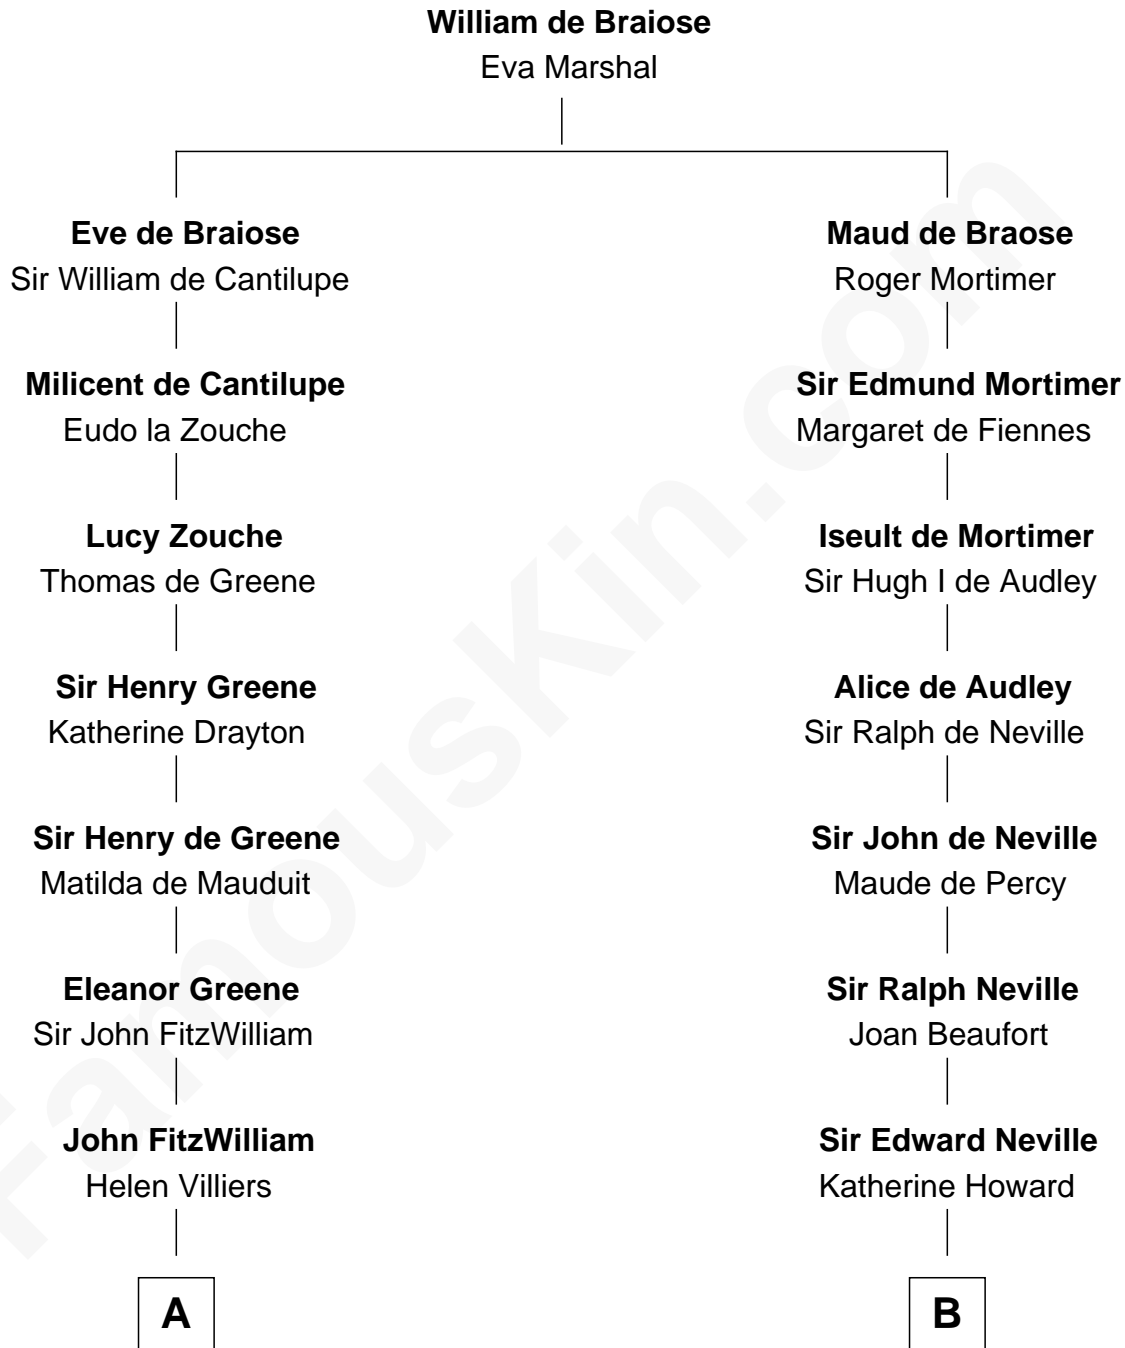 William de Braiose
Eva Marshal
Eve de Braiose
Sir William de Cantilupe
Maud de Braose
Roger Mortimer
Milicent de Cantilupe
Eudo la Zouche
Sir Edmund Mortimer
Margaret de Fiennes
Lucy Zouche
Thomas de Greene
Iseult de Mortimer
Sir Hugh I de Audley
Sir Henry Greene
Katherine Drayton
Alice de Audley
Sir Ralph de Neville
Sir Henry de Greene
Matilda de Mauduit
Sir John de Neville
Maude de Percy
Eleanor Greene
Sir John FitzWilliam
Sir Ralph Neville
Joan Beaufort
John FitzWilliam
Helen Villiers
Sir Edward Neville
Katherine Howard
A
B
FamousKin.com